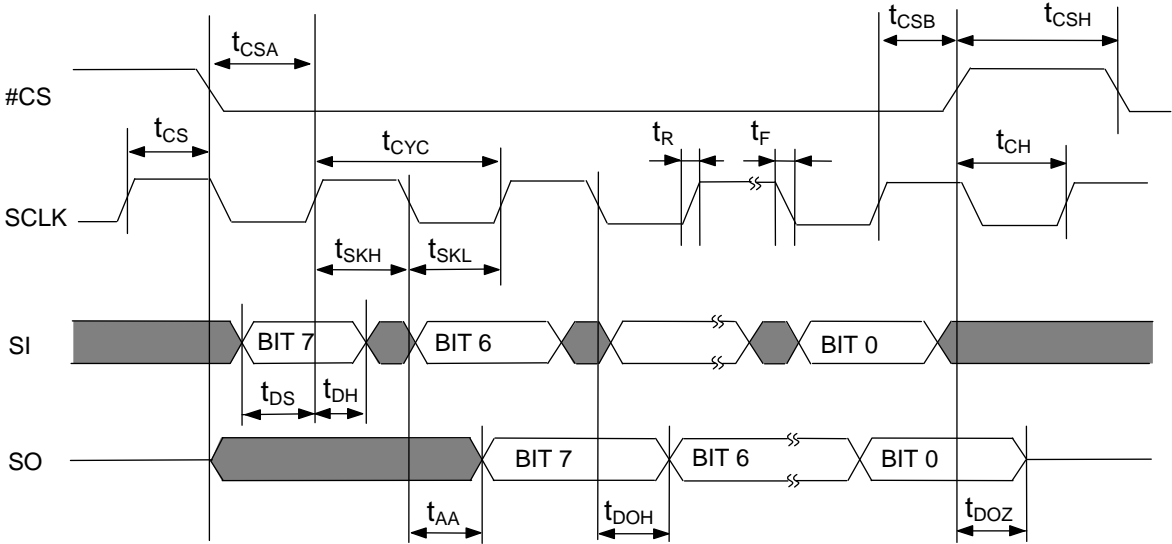 tCSA
tCSB
tCSH
#CS
tCS
tCYC
tR
tF
tCH
SCLK
tSKH
tSKL
SI
BIT 7
BIT 6
BIT 0
tDS
tDH
SO
BIT 7
BIT 6
BIT 0
tAA
tDOH
tDOZ